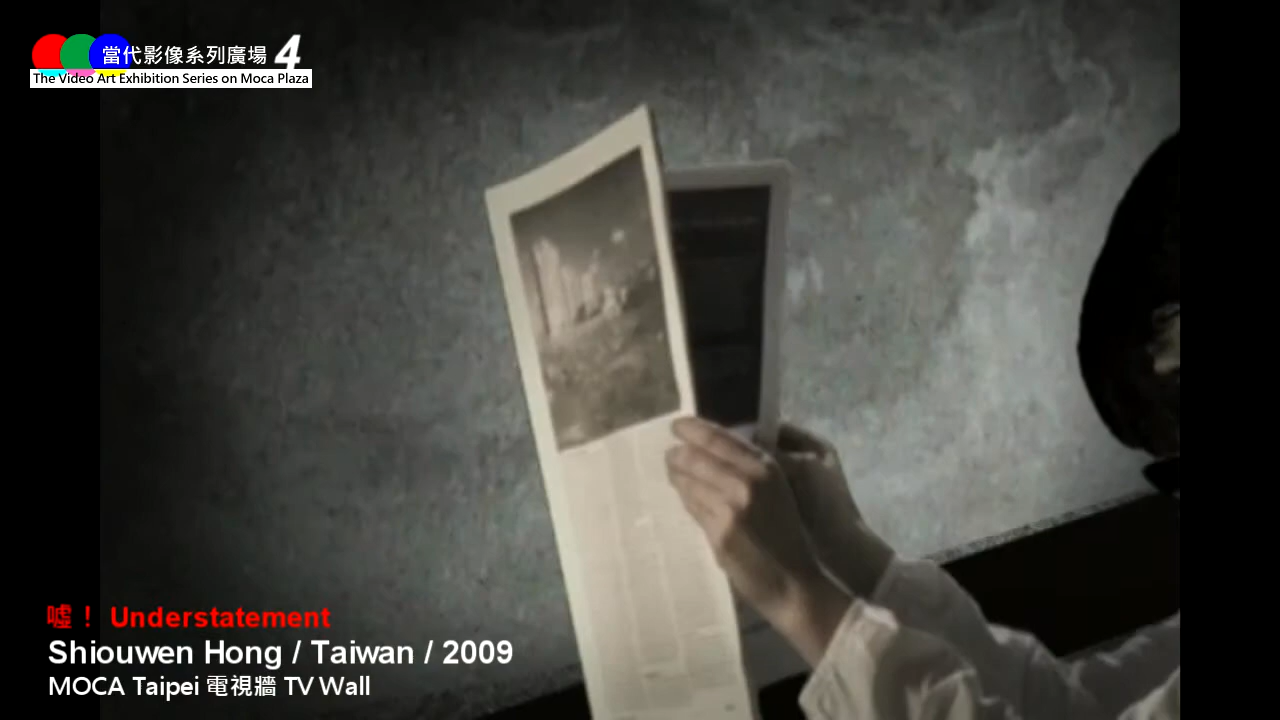 當代影像系列廣場 4
The Video Art Exhibition Series on Moca Plaza
噓！ Understatement
Shiouwen Hong / Taiwan / 2009
MOCA Taipei 電視牆 TV Wall